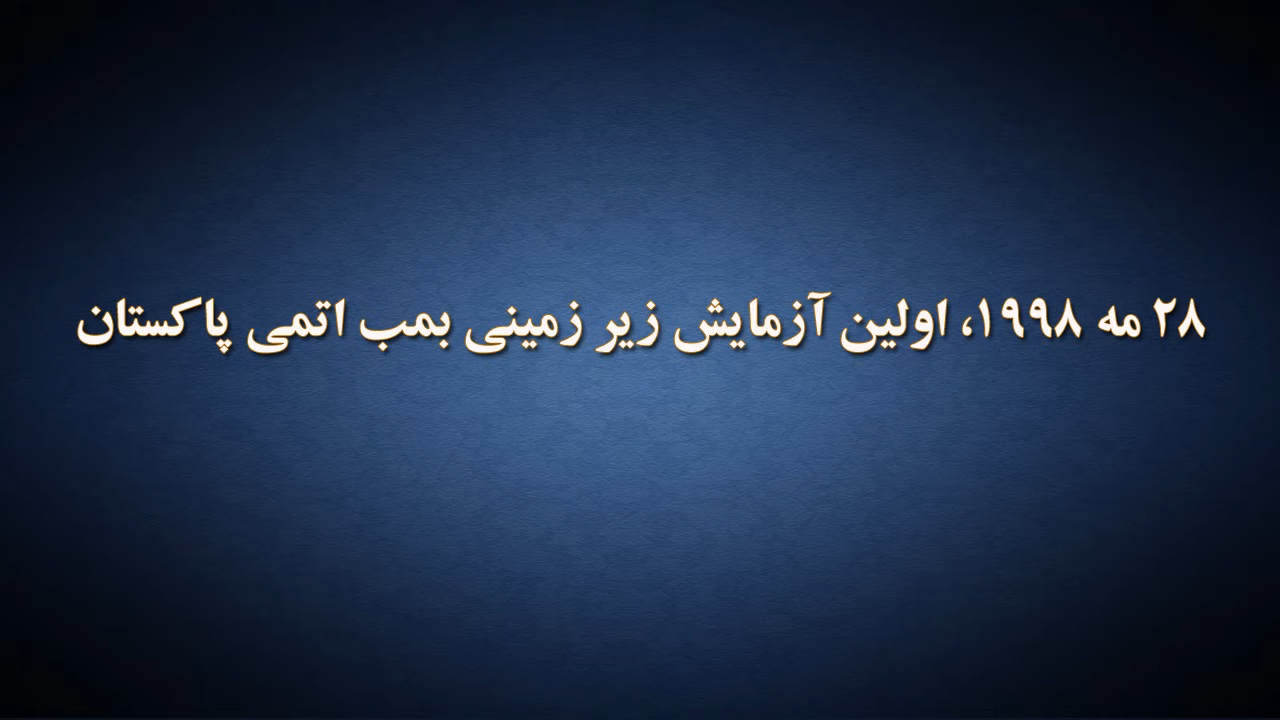 ۲۸ مه ۱۹۹۸، اولین آزمایش زیر زمینی بمب اتمی پاکستان